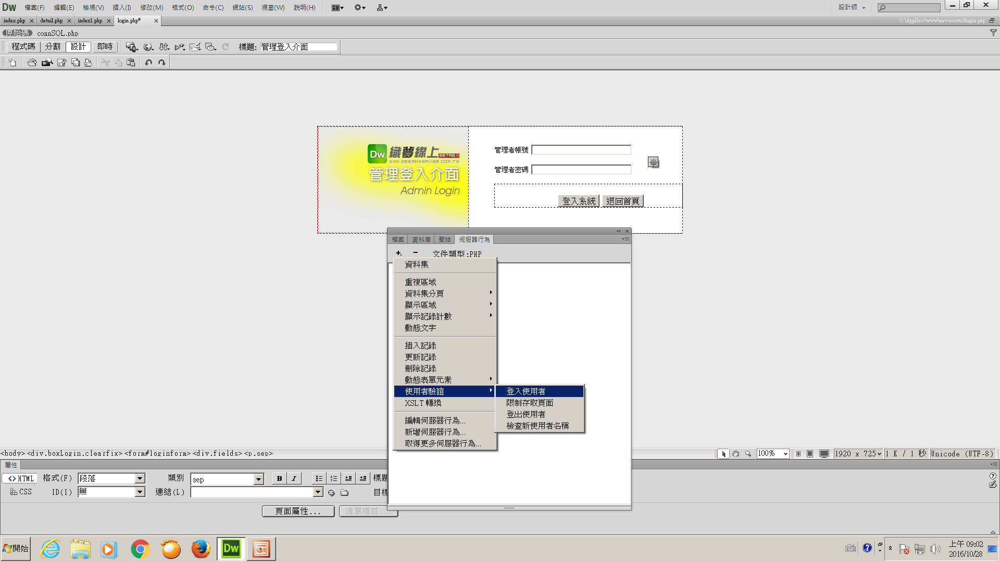 Dw 檔案(F) 編輯(E) 檢視(V) 插入(I) 修改(M) 格式(O) 命令(C) 網站(S) 視窗(W) 說明(H) 設計師
index.php detail.php index1.php login.php* C:\AppServ\www\newscenter\login.php
原始碼 connSQL.php
程式碼 分割 設計 即時 標題: 管理登入介面
Dw 織夢線上 BETA2.0
WWW.DREAMWEAVER.COM.TW
管理登入介面
Admin Login
管理者帳號
管理者密碼
登入系統 退回首頁
檔案 資料庫 繫結 伺服器行為
文件類型:PHP
資料集
重複區域
資料集分頁
顯示區域
顯示記錄計數
動態文字
插入記錄
更新記錄
刪除記錄
動態表單元素
使用者驗證
XSLT 轉換
編輯伺服器行為...
新增伺服器行為...
取得更多伺服器行為...
登入使用者
限制存取頁面
登出使用者
檢查新使用者名稱
<body> <div.boxLogin.clearfix> <form#loginform> <div.fields> <p.sep> 100% 1920 x 725 1 K / 1 秒 Unicode (UTF-8)
屬性
<> HTML 格式(F) 段落 類別 sep B I 標題
CSS ID(I) 無 連結(L) 目標
頁面屬性... 清單項目...
開始 Dw 上午 09:02
2016/10/28